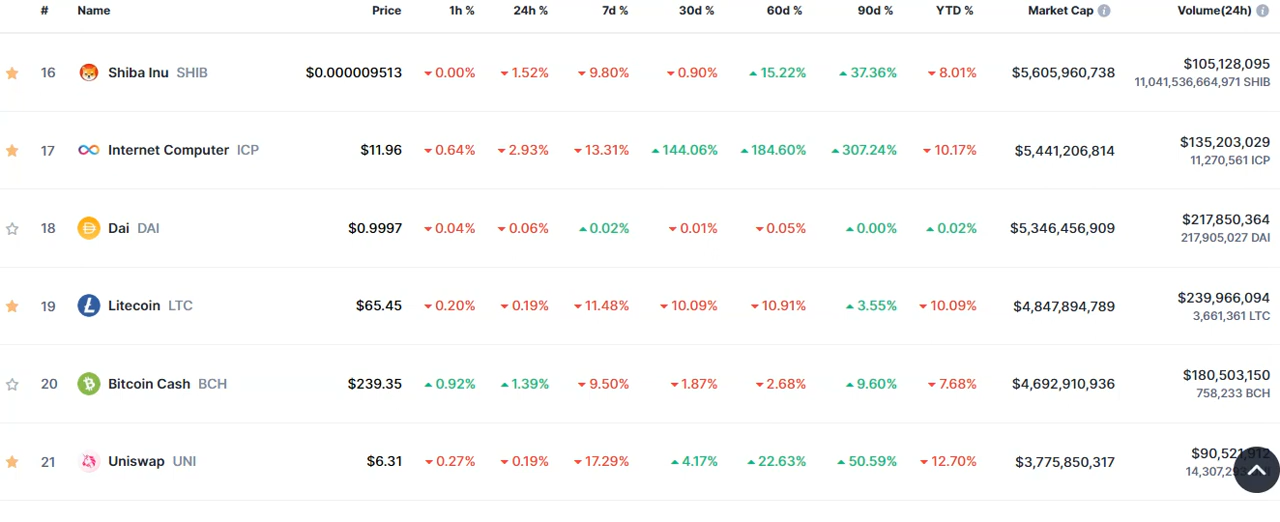 # Name Price 1h % 24h % 7d % 30d % 60d % 90d % YTD % Market Cap Volume(24h)
16 Shiba Inu SHIB $0.000009513 0.00% 1.52% 9.80% 0.90% 15.22% 37.36% 8.01% $5,605,960,738 $105,128,095
11,041,536,664,971 SHIB
17 Internet Computer ICP $11.96 0.64% 2.93% 13.31% 144.06% 184.60% 307.24% 10.17% $5,441,206,814 $135,203,029
11,270,561 ICP
18 Dai DAI $0.9997 0.04% 0.06% 0.02% 0.01% 0.05% 0.00% 0.02% $5,346,456,909 $217,850,364
217,905,027 DAI
19 Litecoin LTC $65.45 0.20% 0.19% 11.48% 10.09% 10.91% 3.55% 10.09% $4,847,894,789 $239,966,094
3,661,361 LTC
20 Bitcoin Cash BCH $239.35 0.92% 1.39% 9.50% 1.87% 2.68% 9.60% 7.68% $4,692,910,936 $180,503,150
758,233 BCH
21 Uniswap UNI $6.31 0.27% 0.19% 17.29% 4.17% 22.63% 50.59% 12.70% $3,775,850,317 $90,521,912